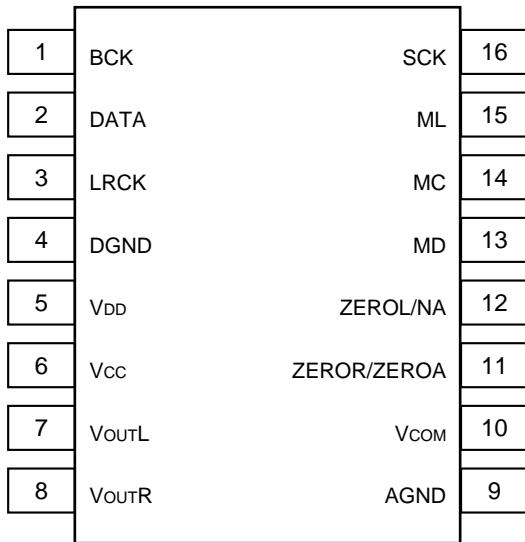 1 BCK SCK 16
2 DATA ML 15
3 LRCK MC 14
4 DGND MD 13
5 VDD ZEROL/NA 12
6 VCC ZEROR/ZEROA 11
7 VOUTL VCOM 10
8 VOUTR AGND 9